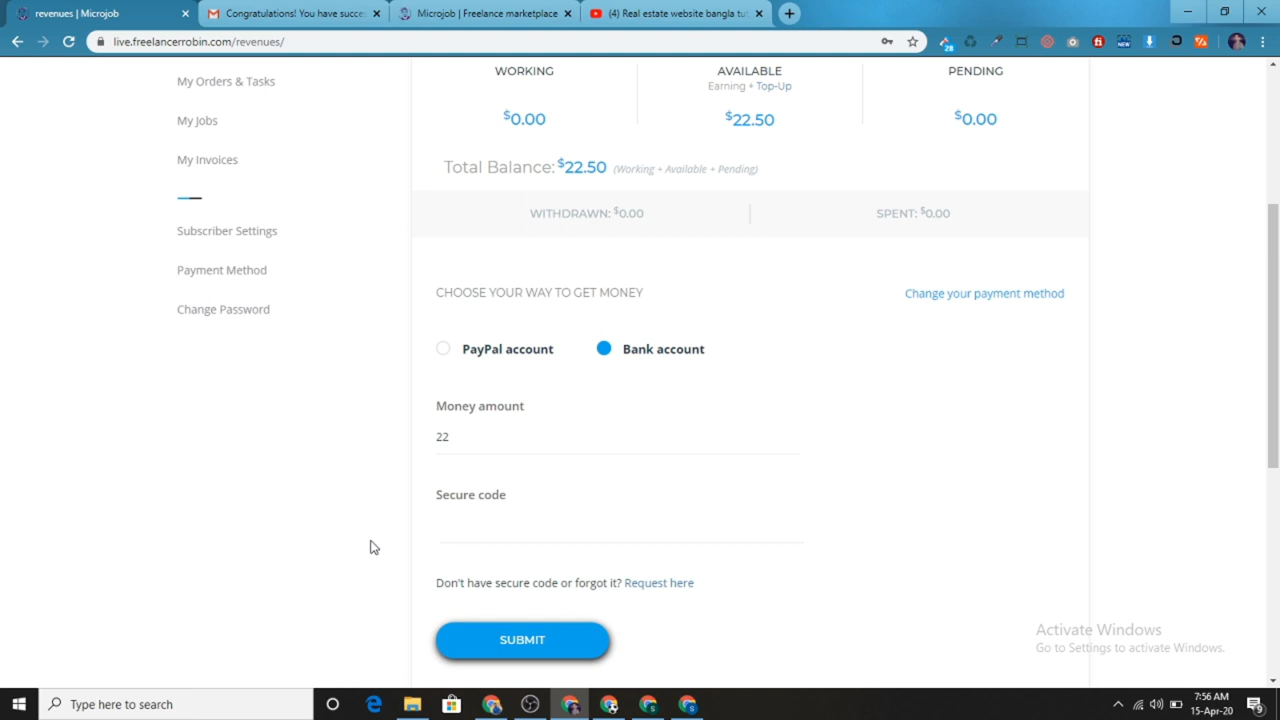 revenues | Microjob
Congratulations! You have succes
Microjob | Freelance marketplace
(4) Real estate website bangla tut
live.freelancerrobin.com/revenues/
28
NEW
My Orders & Tasks
My Jobs
My Invoices
Subscriber Settings
Payment Method
Change Password
WORKING
$0.00
AVAILABLE
Earning + Top-Up
$22.50
PENDING
$0.00
Total Balance: $22.50 (Working + Available + Pending)
WITHDRAWN: $0.00
SPENT: $0.00
CHOOSE YOUR WAY TO GET MONEY
Change your payment method
PayPal account
Bank account
Money amount
22
Secure code
Don't have secure code or forgot it? Request here
SUBMIT
Activate Windows
Go to Settings to activate Windows.
Type here to search
7:56 AM
15-Apr-20